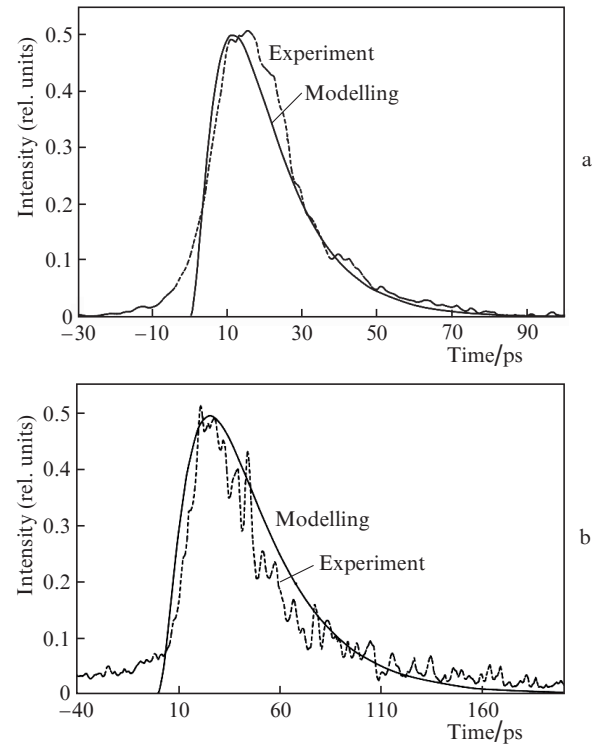 Intensity (rel. units)
0.5
0.4
0.3
0.2
0.1
0
Experiment
Modelling
−30
−10
10
30
50
70
90
Time/ps
a
Intensity (rel. units)
0.5
0.4
0.3
0.2
0.1
0
Modelling
Experiment
−40
10
60
110
160
Time/ps
b